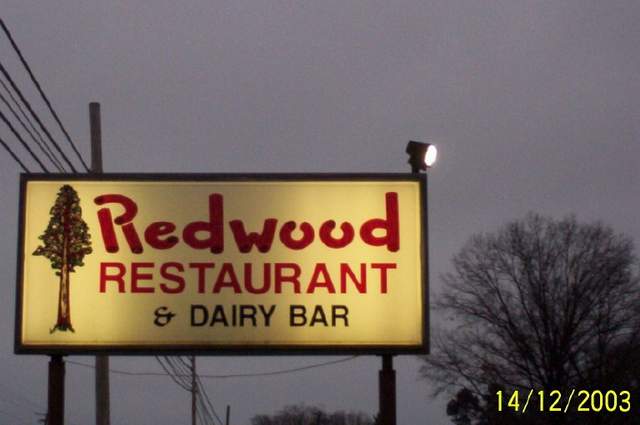 Redwood
RESTAURANT
& DAIRY BAR
14/12/2003